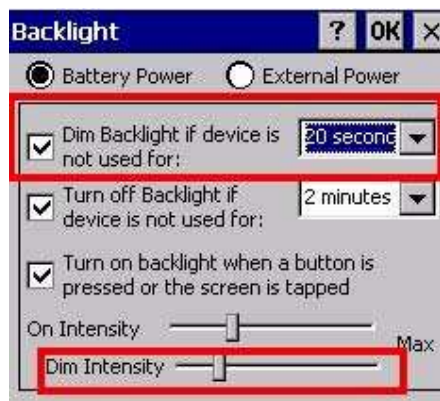 Backlight ? OK ×
Battery Power External Power
Dim Backlight if device is
not used for:
20 second
Turn off Backlight if
device is not used for:
2 minutes
Turn on backlight when a button is
pressed or the screen is tapped
On Intensity
Max
Dim Intensity